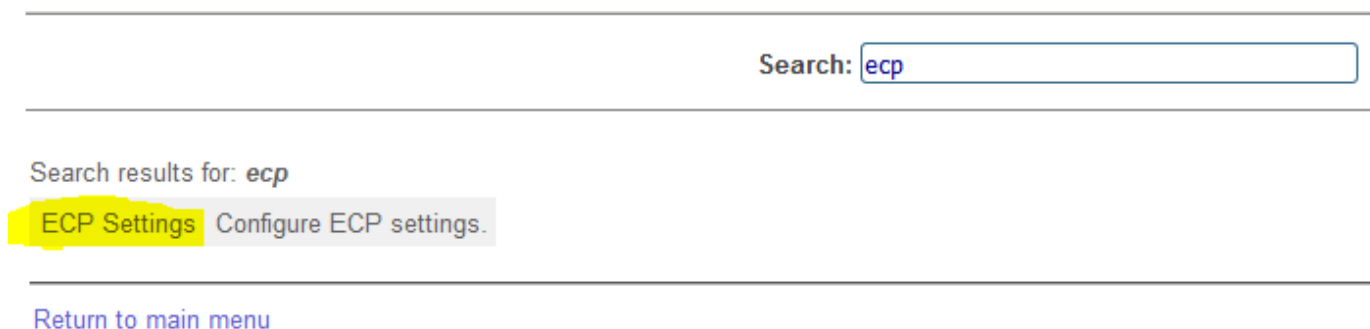 Search: ecp
Search results for: ecp
ECP Settings Configure ECP settings.
Return to main menu